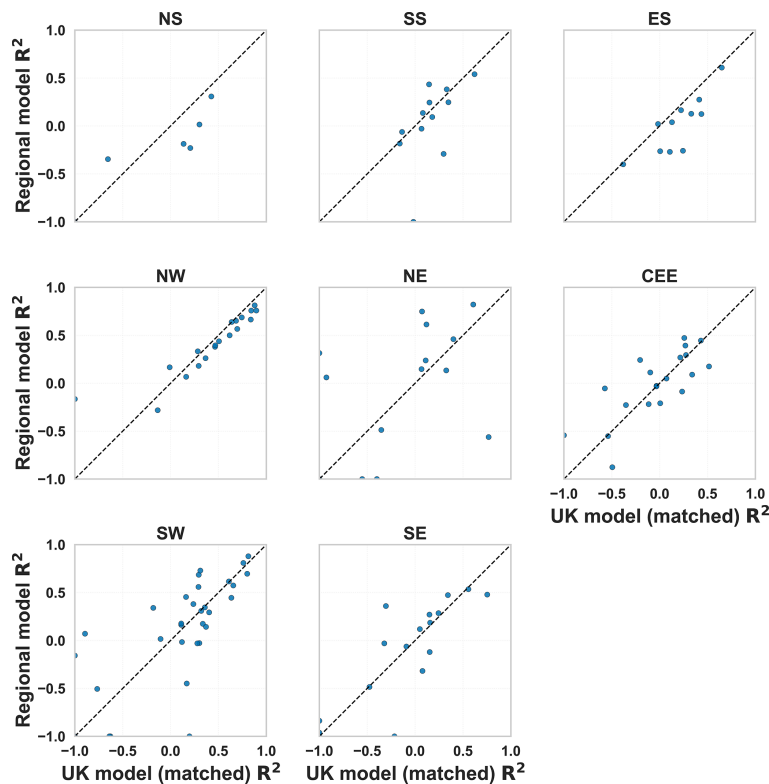 NS SS ES
1.0
0.5
0.0
−0.5
−1.0
Regional model R²
NW NE CEE
1.0
0.5
0.0
−0.5
−1.0
Regional model R²
−1.0 −0.5 0.0 0.5 1.0
UK model (matched) R²
SW SE
1.0
0.5
0.0
−0.5
−1.0
Regional model R²
−1.0 −0.5 0.0 0.5 1.0 −1.0 −0.5 0.0 0.5 1.0
UK model (matched) R² UK model (matched) R²